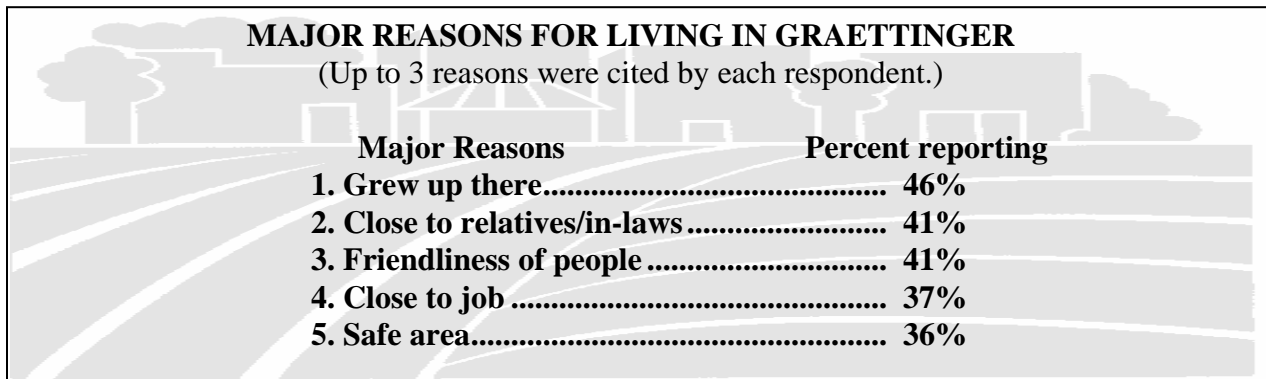 MAJOR REASONS FOR LIVING IN GRAETTINGER
(Up to 3 reasons were cited by each respondent.)
Major Reasons Percent reporting
1. Grew up there............................................ 46%
2. Close to relatives/in-laws ......................... 41%
3. Friendliness of people .............................. 41%
4. Close to job ................................................ 37%
5. Safe area..................................................... 36%